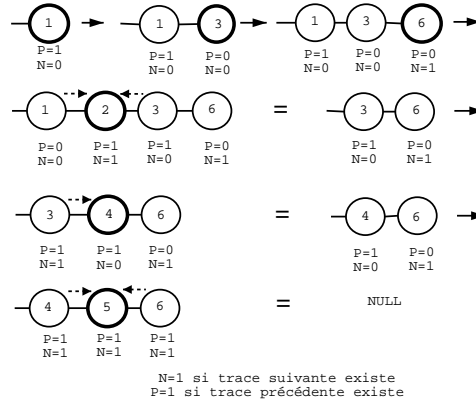 1 1 3 1 3 6
P=1 P=1 P=0 P=1 P=0 P=0
N=0 N=0 N=0 N=0 N=0 N=1
1 2 3 6 = 3 6
P=0 P=1 P=1 P=0 P=1 P=0
N=0 N=1 N=0 N=1 N=0 N=1
3 4 6 = 4 6
P=1 P=1 P=0 P=1 P=0
N=1 N=0 N=1 N=0 N=1
4 5 6 = NULL
P=1 P=1 P=1
N=1 N=1 N=1
N=1 si trace suivante existe
P=1 si trace précédente existe